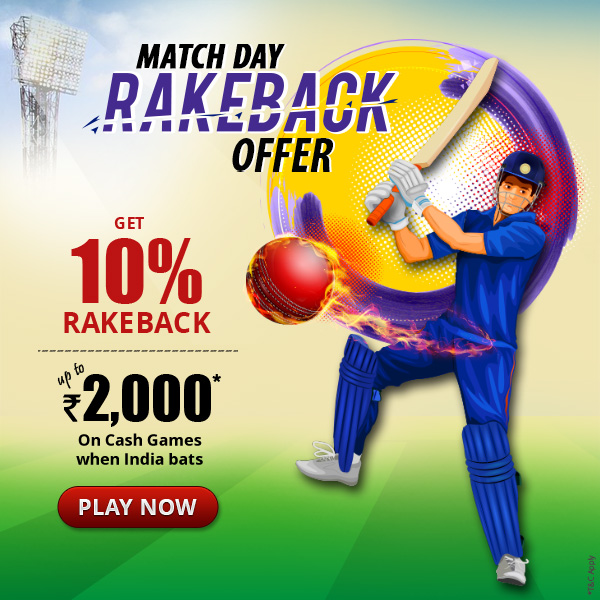 MATCH DAY
RAKEBACK
OFFER
GET
10%
RAKEBACK
up to
₹2,000*
On Cash Games
when India bats
PLAY NOW
*T&C Apply